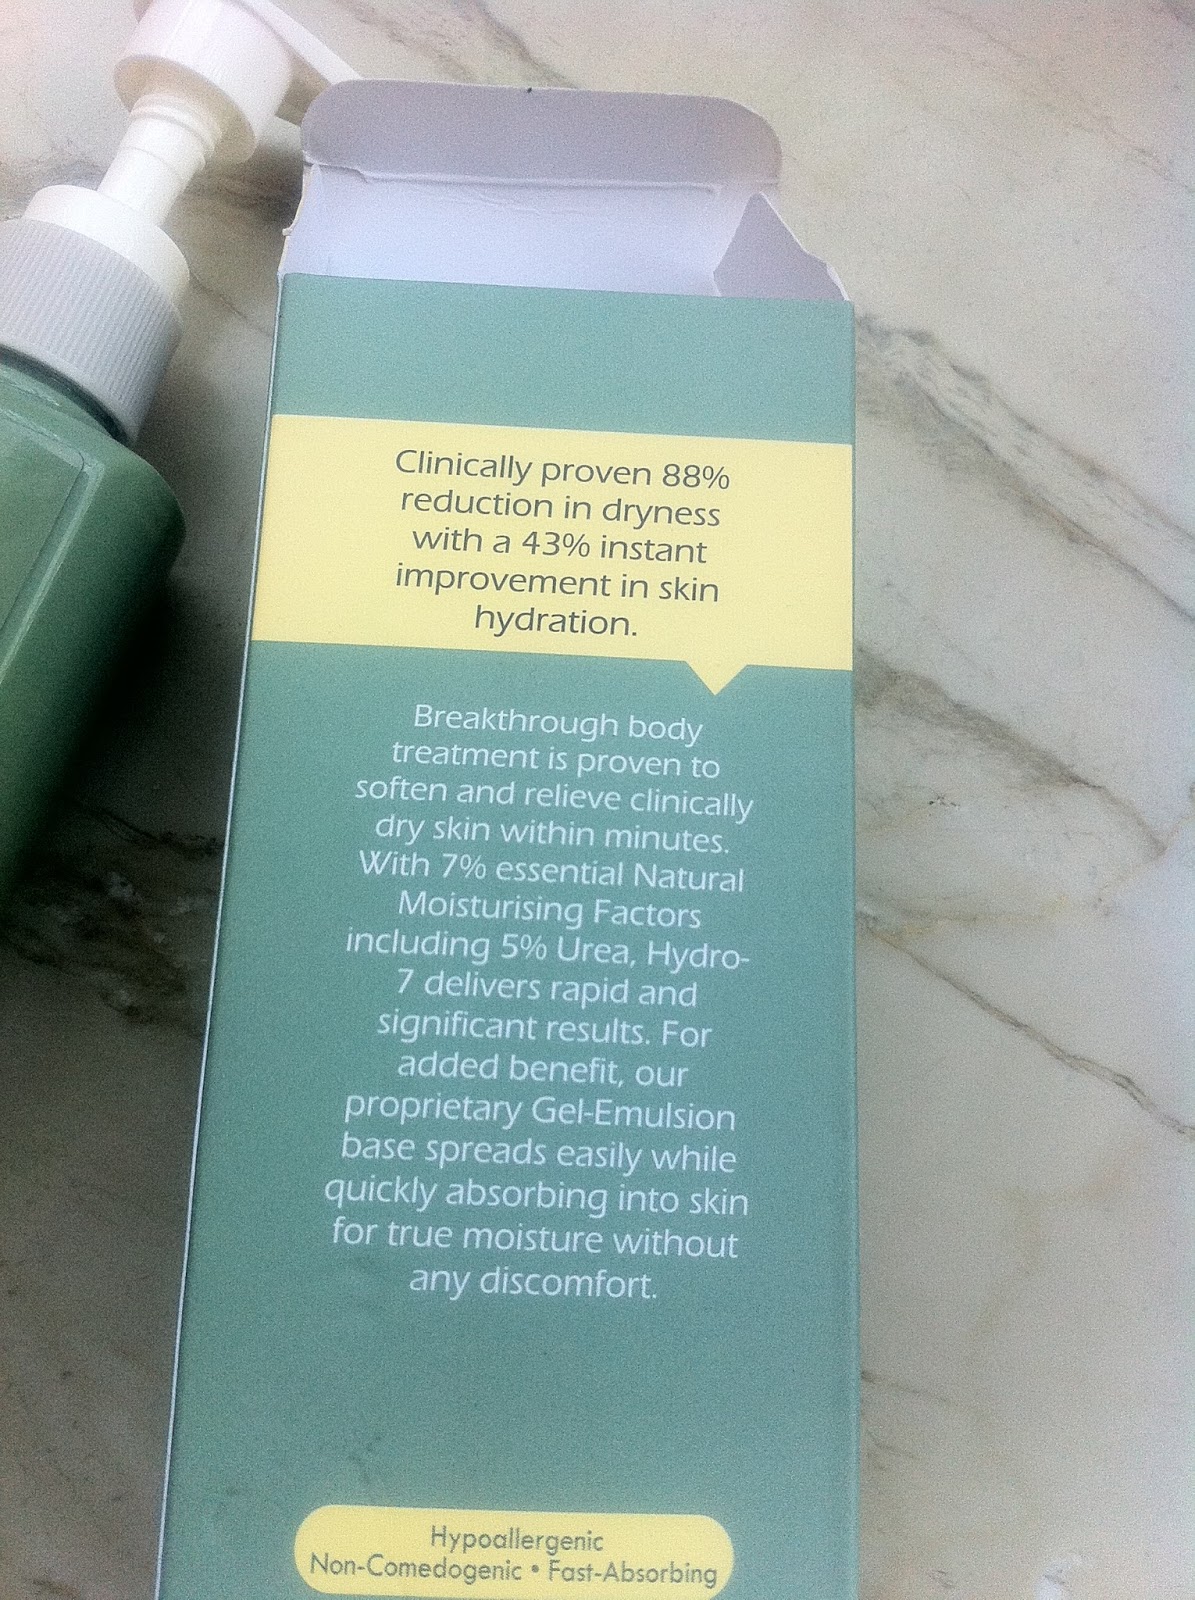 Clinically proven 88%
reduction in dryness
with a 43% instant
improvement in skin
hydration.
Breakthrough body
treatment is proven to
soften and relieve clinically
dry skin within minutes.
With 7% essential Natural
Moisturising Factors
including 5% Urea, Hydro-
7 delivers rapid and
significant results. For
added benefit, our
proprietary Gel-Emulsion
base spreads easily while
quickly absorbing into skin
for true moisture without
any discomfort.
Hypoallergenic
Non-Comedogenic • Fast-Absorbing